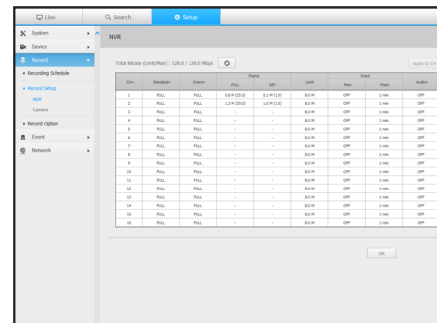 Live
Search
Setup
System
Device
Record
Recording Schedule
Record Setup
NVR
Camera
Record Option
Event
Network
NVR
Total Bitrate (Limit/Max) : 128.0 / 128.0 Mbps
Apply to CH
Frame Event
CH Standard Event Limit Audio
FULL KEY Pre Post
1 FULL FULL 0.8 M (25.0) 0.1 M (1.0) 8.0 M OFF 1 min OFF
2 FULL FULL 1.2 M (30.0) 1.0 M (1.0) 8.0 M OFF 1 min OFF
3 FULL FULL - - 8.0 M OFF 1 min OFF
4 FULL FULL - - 8.0 M OFF 1 min OFF
5 FULL FULL - - 8.0 M OFF 1 min OFF
6 FULL FULL - - 8.0 M OFF 1 min OFF
7 FULL FULL - - 8.0 M OFF 1 min OFF
8 FULL FULL - - 8.0 M OFF 1 min OFF
9 FULL FULL - - 8.0 M OFF 1 min OFF
10 FULL FULL - - 8.0 M OFF 1 min OFF
11 FULL FULL - - 8.0 M OFF 1 min OFF
12 FULL FULL - - 8.0 M OFF 1 min OFF
13 FULL FULL - - 8.0 M OFF 1 min OFF
14 FULL FULL - - 8.0 M OFF 1 min OFF
15 FULL FULL - - 8.0 M OFF 1 min OFF
16 FULL FULL - - 8.0 M OFF 1 min OFF
OK